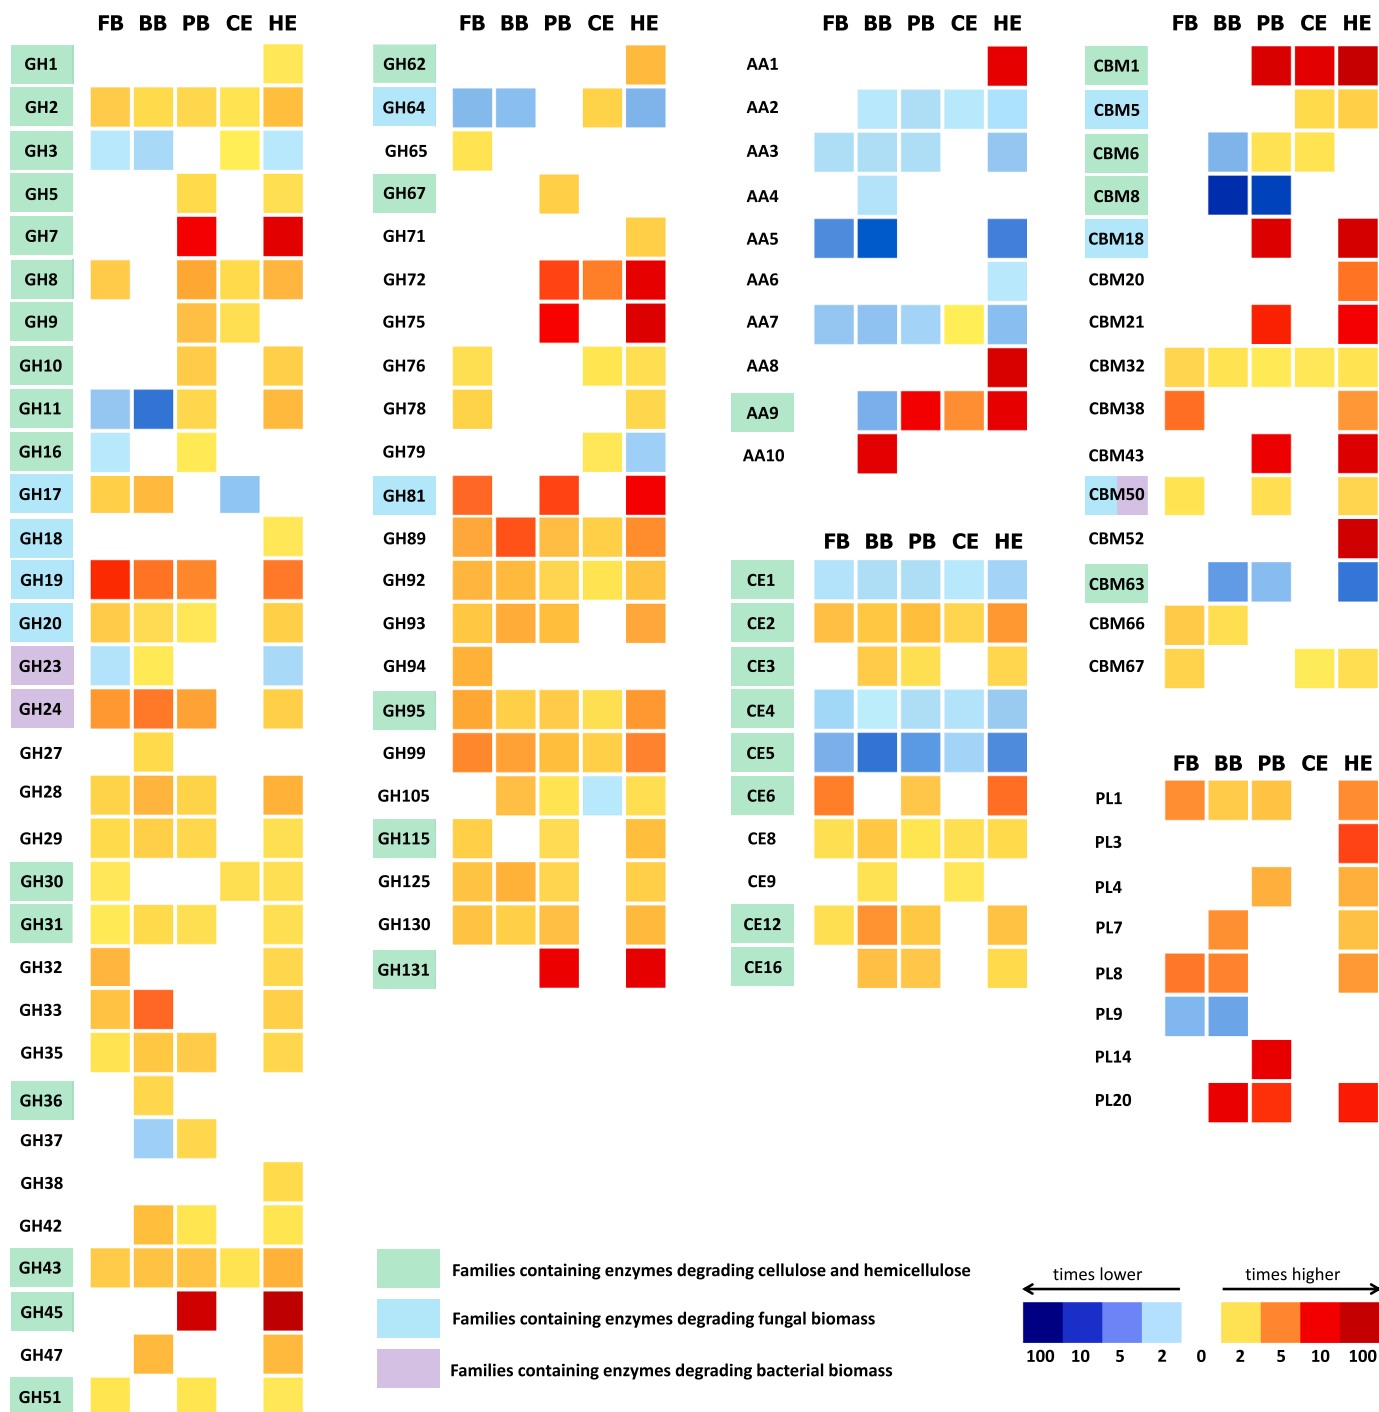 FB BB PB CE HE
GH1
GH2
GH3
GH5
GH7
GH8
GH9
GH10
GH11
GH16
GH17
GH18
GH19
GH20
GH23
GH24
GH27
GH28
GH29
GH30
GH31
GH32
GH33
GH35
GH36
GH37
GH38
GH42
GH43
GH45
GH47
GH51
FB BB PB CE HE
GH62
GH64
GH65
GH67
GH71
GH72
GH75
GH76
GH78
GH79
GH81
GH89
GH92
GH93
GH94
GH95
GH99
GH105
GH115
GH125
GH130
GH131
FB BB PB CE HE
AA1
AA2
AA3
AA4
AA5
AA6
AA7
AA8
AA9
AA10
FB BB PB CE HE
CE1
CE2
CE3
CE4
CE5
CE6
CE8
CE9
CE12
CE16
FB BB PB CE HE
CBM1
CBM5
CBM6
CBM8
CBM18
CBM20
CBM21
CBM32
CBM38
CBM43
CBM50
CBM52
CBM63
CBM66
CBM67
FB BB PB CE HE
PL1
PL3
PL4
PL7
PL8
PL9
PL14
PL20
Families containing enzymes degrading cellulose and hemicellulose
Families containing enzymes degrading fungal biomass
Families containing enzymes degrading bacterial biomass
times lower times higher
100 10 5 2 0 2 5 10 100